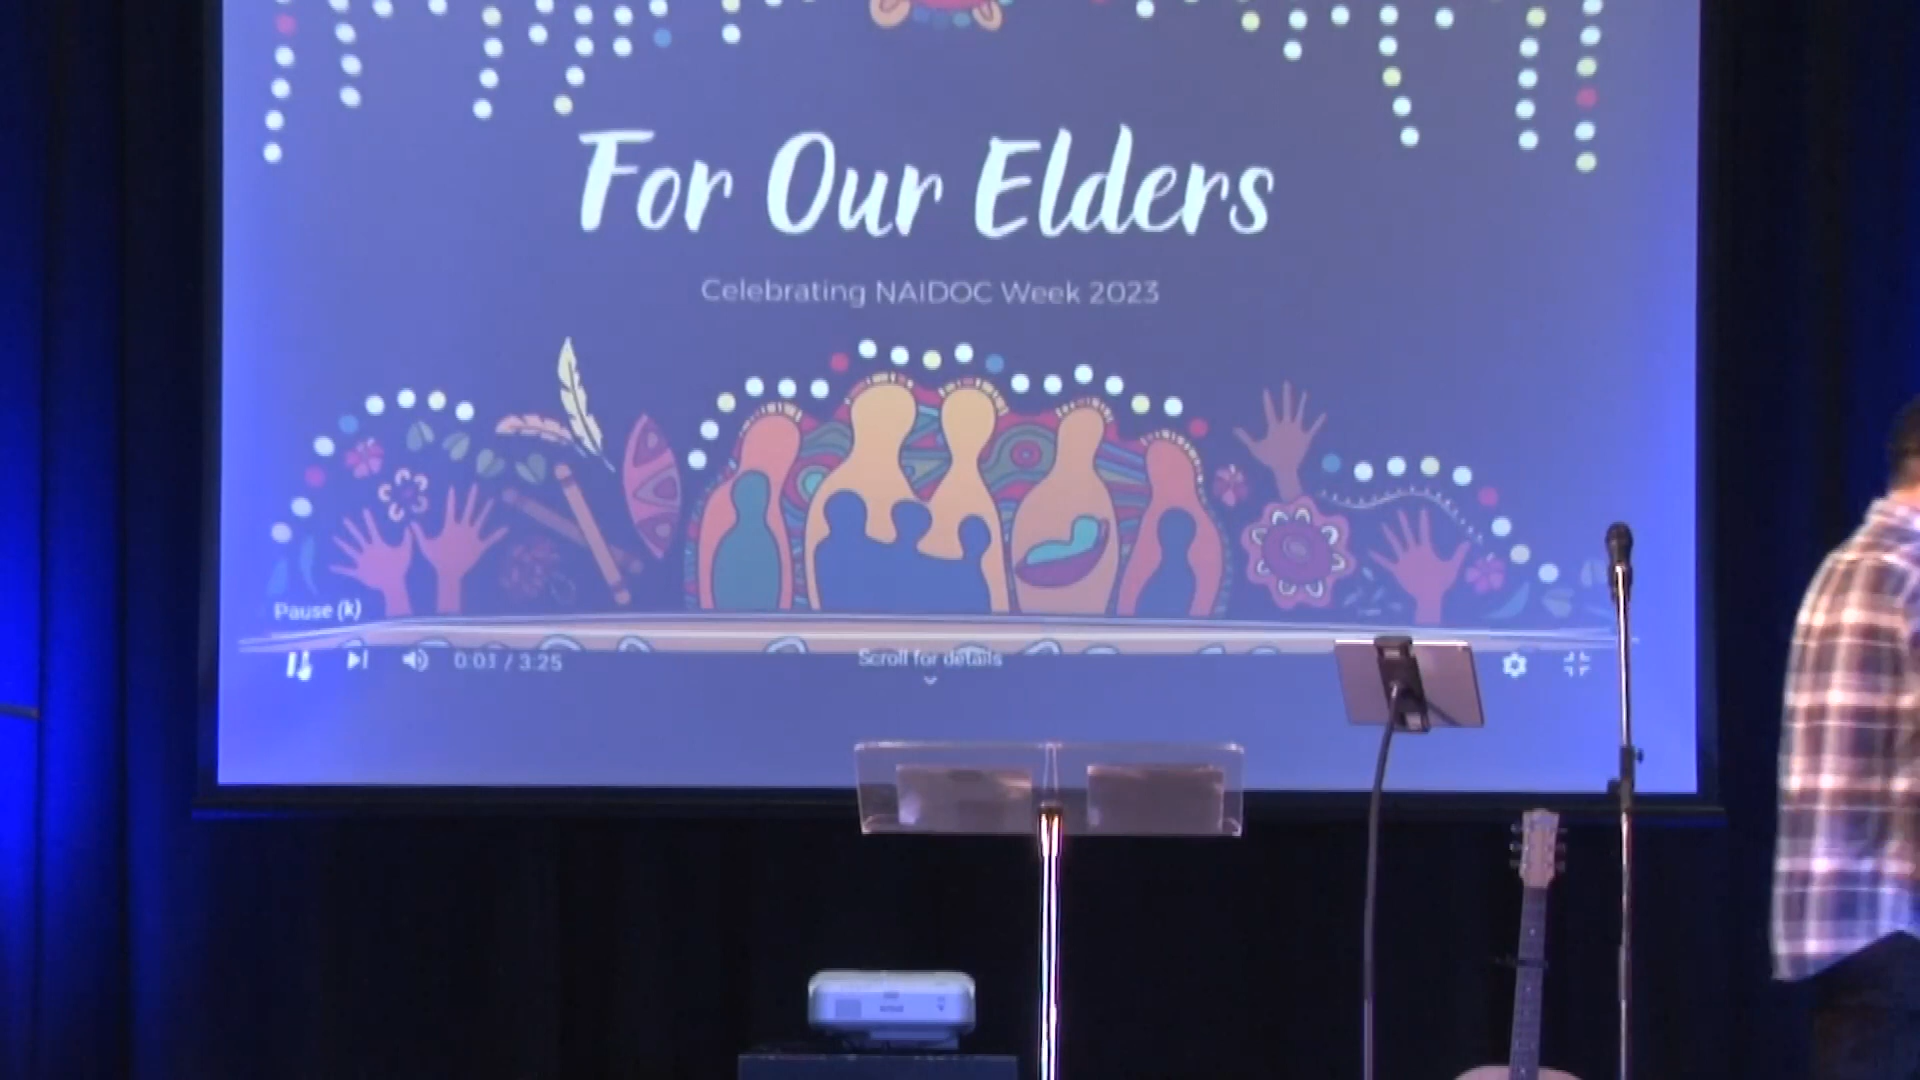 For Our Elders
Celebrating NAIDOC Week 2023
Pause (k)
0:01 / 3:25
Scroll for details